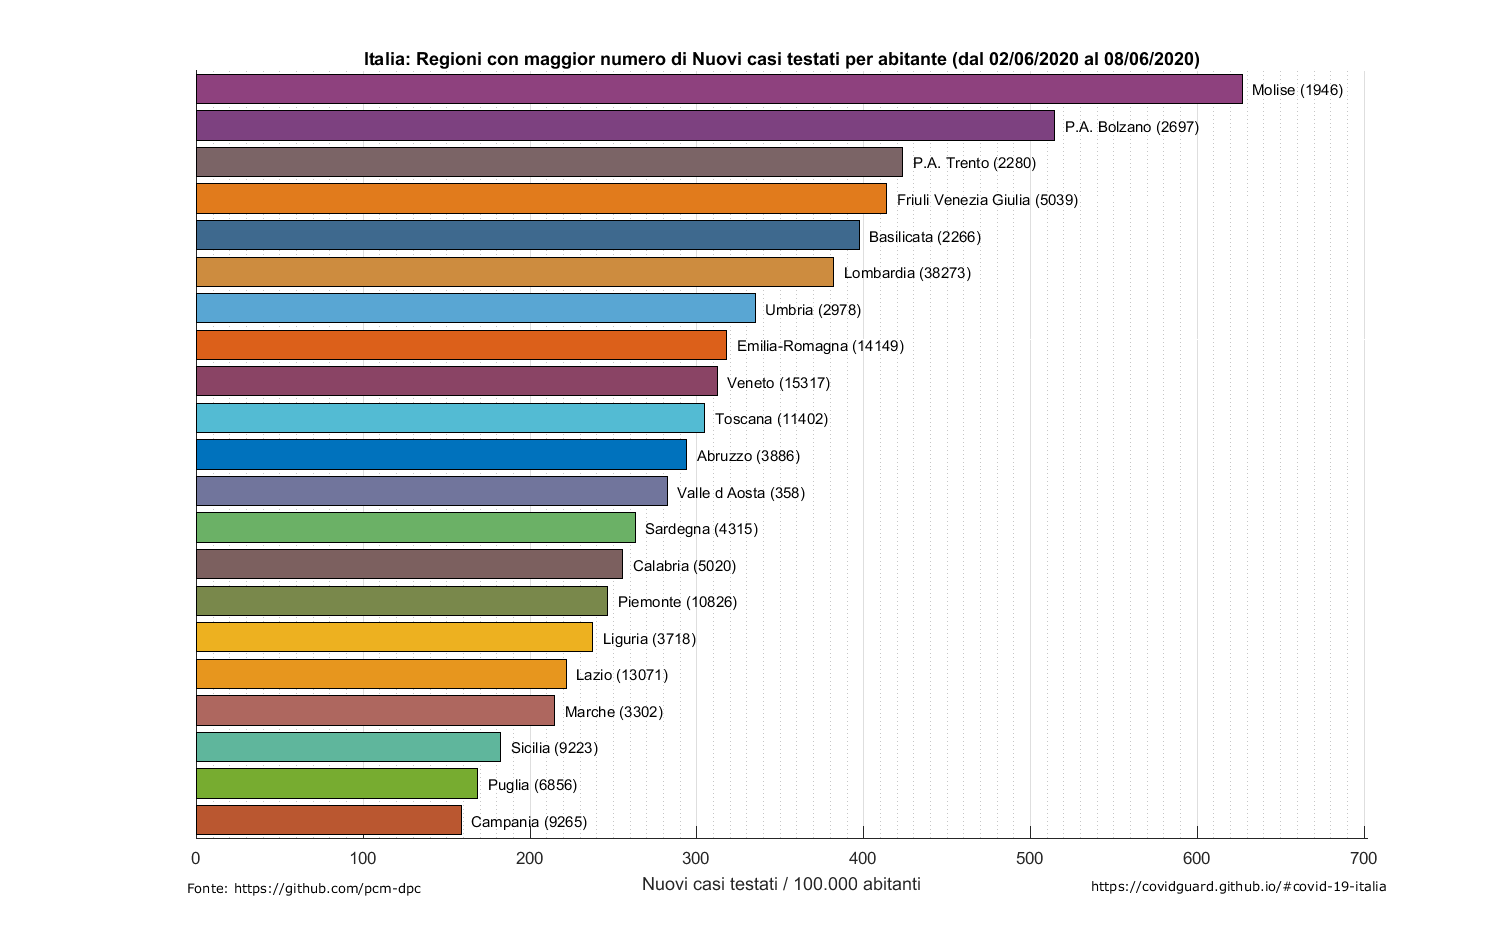 Italia: Regioni con maggior numero di Nuovi casi testati per abitante (dal 02/06/2020 al 08/06/2020)
Molise (1946)
P.A. Bolzano (2697)
P.A. Trento (2280)
Friuli Venezia Giulia (5039)
Basilicata (2266)
Lombardia (38273)
Umbria (2978)
Emilia-Romagna (14149)
Veneto (15317)
Toscana (11402)
Abruzzo (3886)
Valle d Aosta (358)
Sardegna (4315)
Calabria (5020)
Piemonte (10826)
Liguria (3718)
Lazio (13071)
Marche (3302)
Sicilia (9223)
Puglia (6856)
Campania (9265)
0 100 200 300 400 500 600 700
Nuovi casi testati / 100.000 abitanti
Fonte: https://github.com/pcm-dpc
https://covidguard.github.io/#covid-19-italia